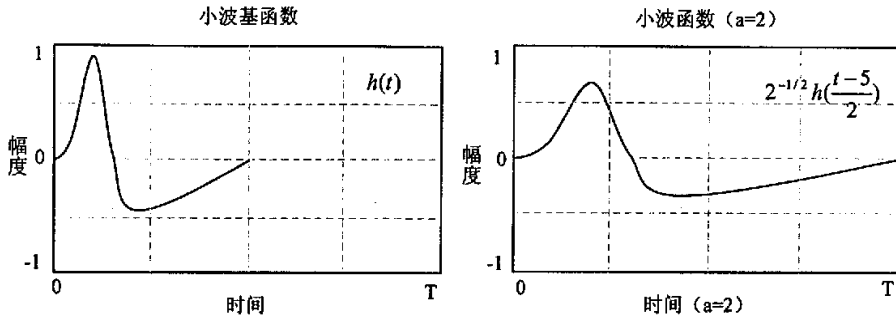 小波基函数
1
h(t)
幅度
0
-1
0
T
时间
小波函数（a=2）
1
2^{-1/2} h(\frac{t-5}{2})
幅度
0
-1
0
T
时间（a=2）